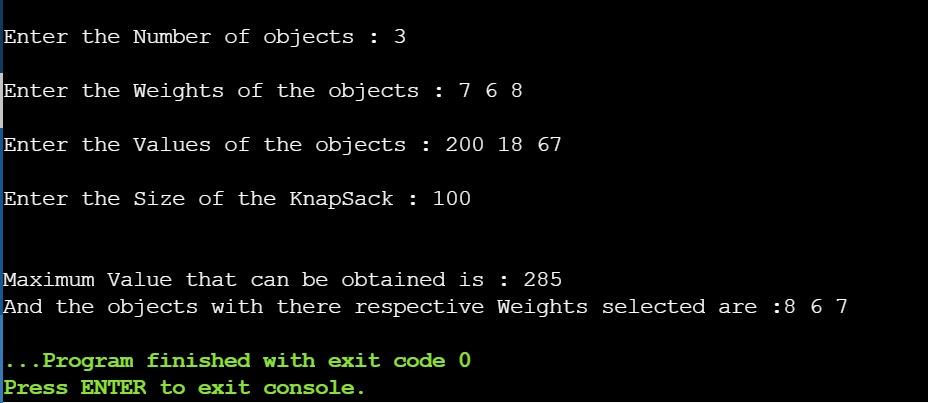 Enter the Number of objects : 3
Enter the Weights of the objects : 7 6 8
Enter the Values of the objects : 200 18 67
Enter the Size of the KnapSack : 100
Maximum Value that can be obtained is : 285
And the objects with there respective Weights selected are :8 6 7
...Program finished with exit code 0
Press ENTER to exit console.